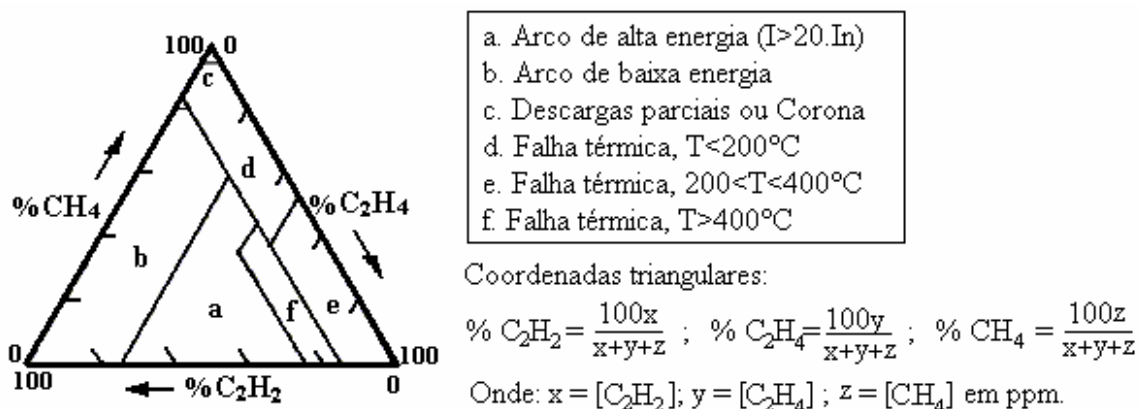 100 0
c
d
%CH₄
%C₂H₄
b
a
f
e
0
100
100
%C₂H₂
0
a. Arco de alta energia (I>20.In)
b. Arco de baixa energia
c. Descargas parciais ou Corona
d. Falha térmica, T<200°C
e. Falha térmica, 200<T<400°C
f. Falha térmica, T>400°C
Coordenadas triangulares:
% C₂H₂ = 100x/x+y+z ; % C₂H₄= 100y/x+y+z ; % CH₄ = 100z/x+y+z
Onde: x = [C₂H₂]; y = [C₂H₄] ; z = [CH₄] em ppm.